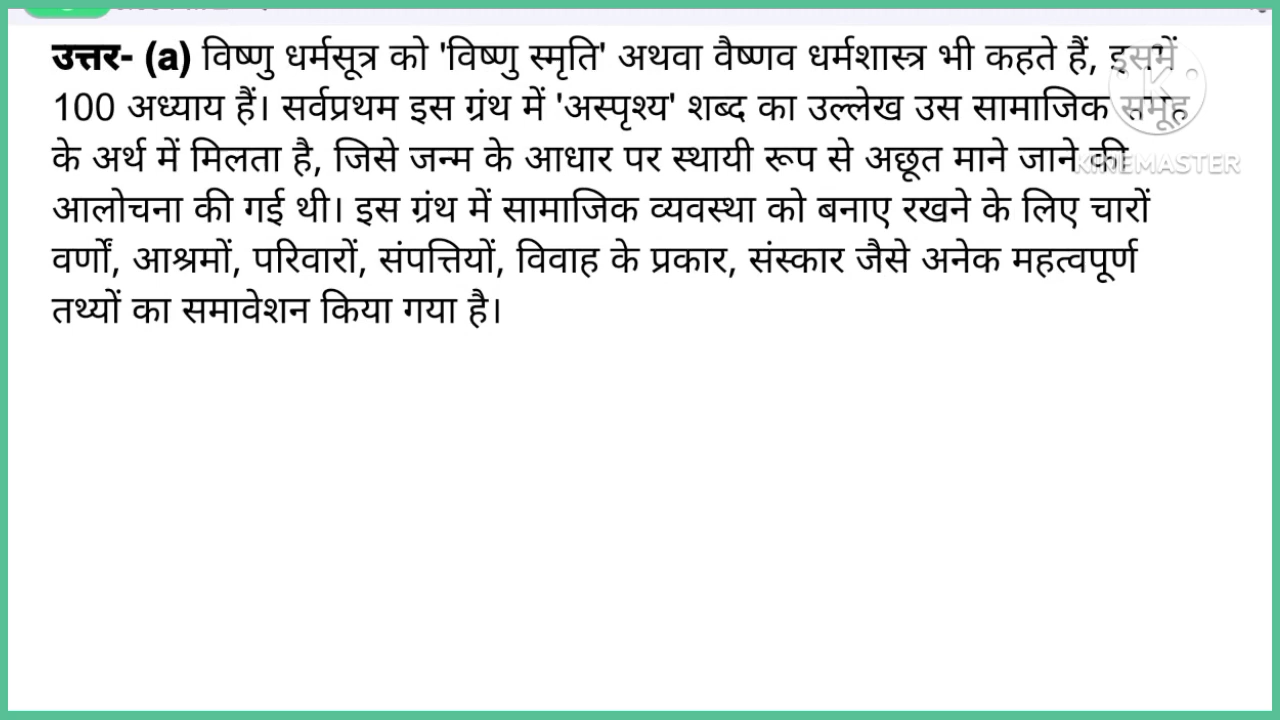 उत्तर- (a) विष्णु धर्मसूत्र को 'विष्णु स्मृति' अथवा वैष्णव धर्मशास्त्र भी कहते हैं, इसमें
100 अध्याय हैं। सर्वप्रथम इस ग्रंथ में 'अस्पृश्य' शब्द का उल्लेख उस सामाजिक समूह
के अर्थ में मिलता है, जिसे जन्म के आधार पर स्थायी रूप से अछूत माने जाने की
आलोचना की गई थी। इस ग्रंथ में सामाजिक व्यवस्था को बनाए रखने के लिए चारों
वर्णों, आश्रमों, परिवारों, संपत्तियों, विवाह के प्रकार, संस्कार जैसे अनेक महत्वपूर्ण
तथ्यों का समावेशन किया गया है।
K
KINEMASTER